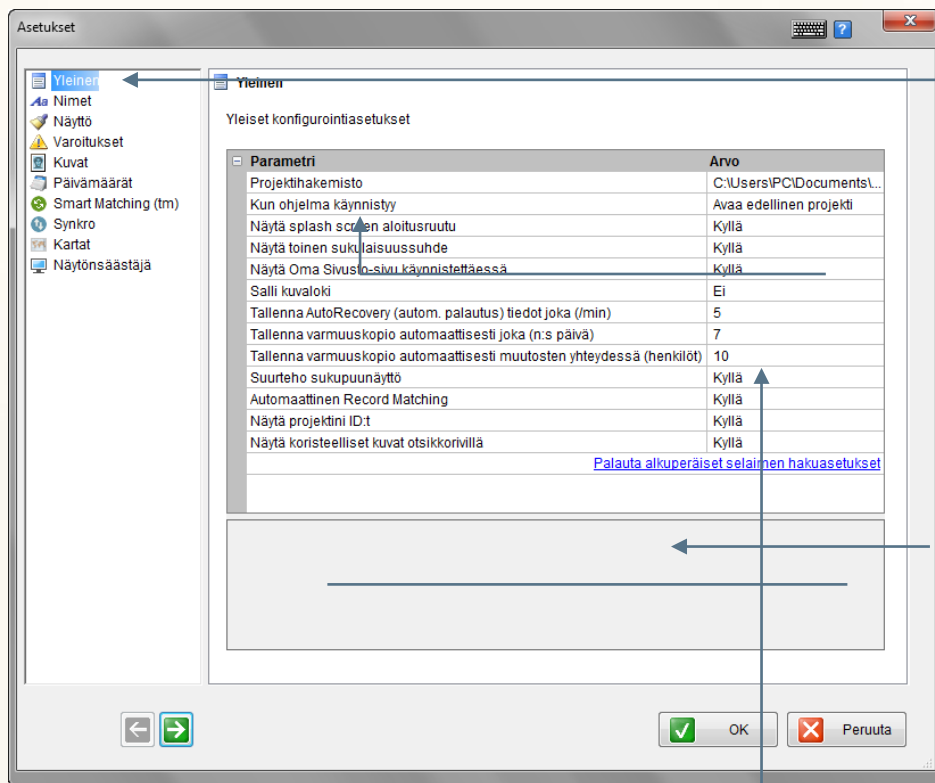 Asetukset
Yleinen
Nimet
Näyttö
Varoitukset
Kuvat
Päivämäärät
Smart Matching (tm)
Synkro
Kartat
Näytönsäästäjä
Yleinen
Yleiset konfigurointiasetukset
Parametri Arvo
Projektihakemisto C:\Users\PC\Documents\...
Kun ohjelma käynnistyy Avaa edellinen projekti
Näytä splash screen aloitusruutu Kyllä
Näytä toinen sukulaisuussuhde Kyllä
Näytä Oma Sivusto-sivu käynnistettäessä Kyllä
Salli kuvaloki Ei
Tallenna AutoRecovery (autom. palautus) tiedot joka (/min) 5
Tallenna varmuuskopio automaattisesti joka (n:s päivä) 7
Tallenna varmuuskopio automaattisesti muutosten yhteydessä (henkilöt) 10
Suurteho sukupuunäyttö Kyllä
Automaattinen Record Matching Kyllä
Näytä projektini ID:t Kyllä
Näytä koristeelliset kuvat otsikkorivillä Kyllä
Palauta alkuperäiset selaimen hakuasetukset
OK Peruuta